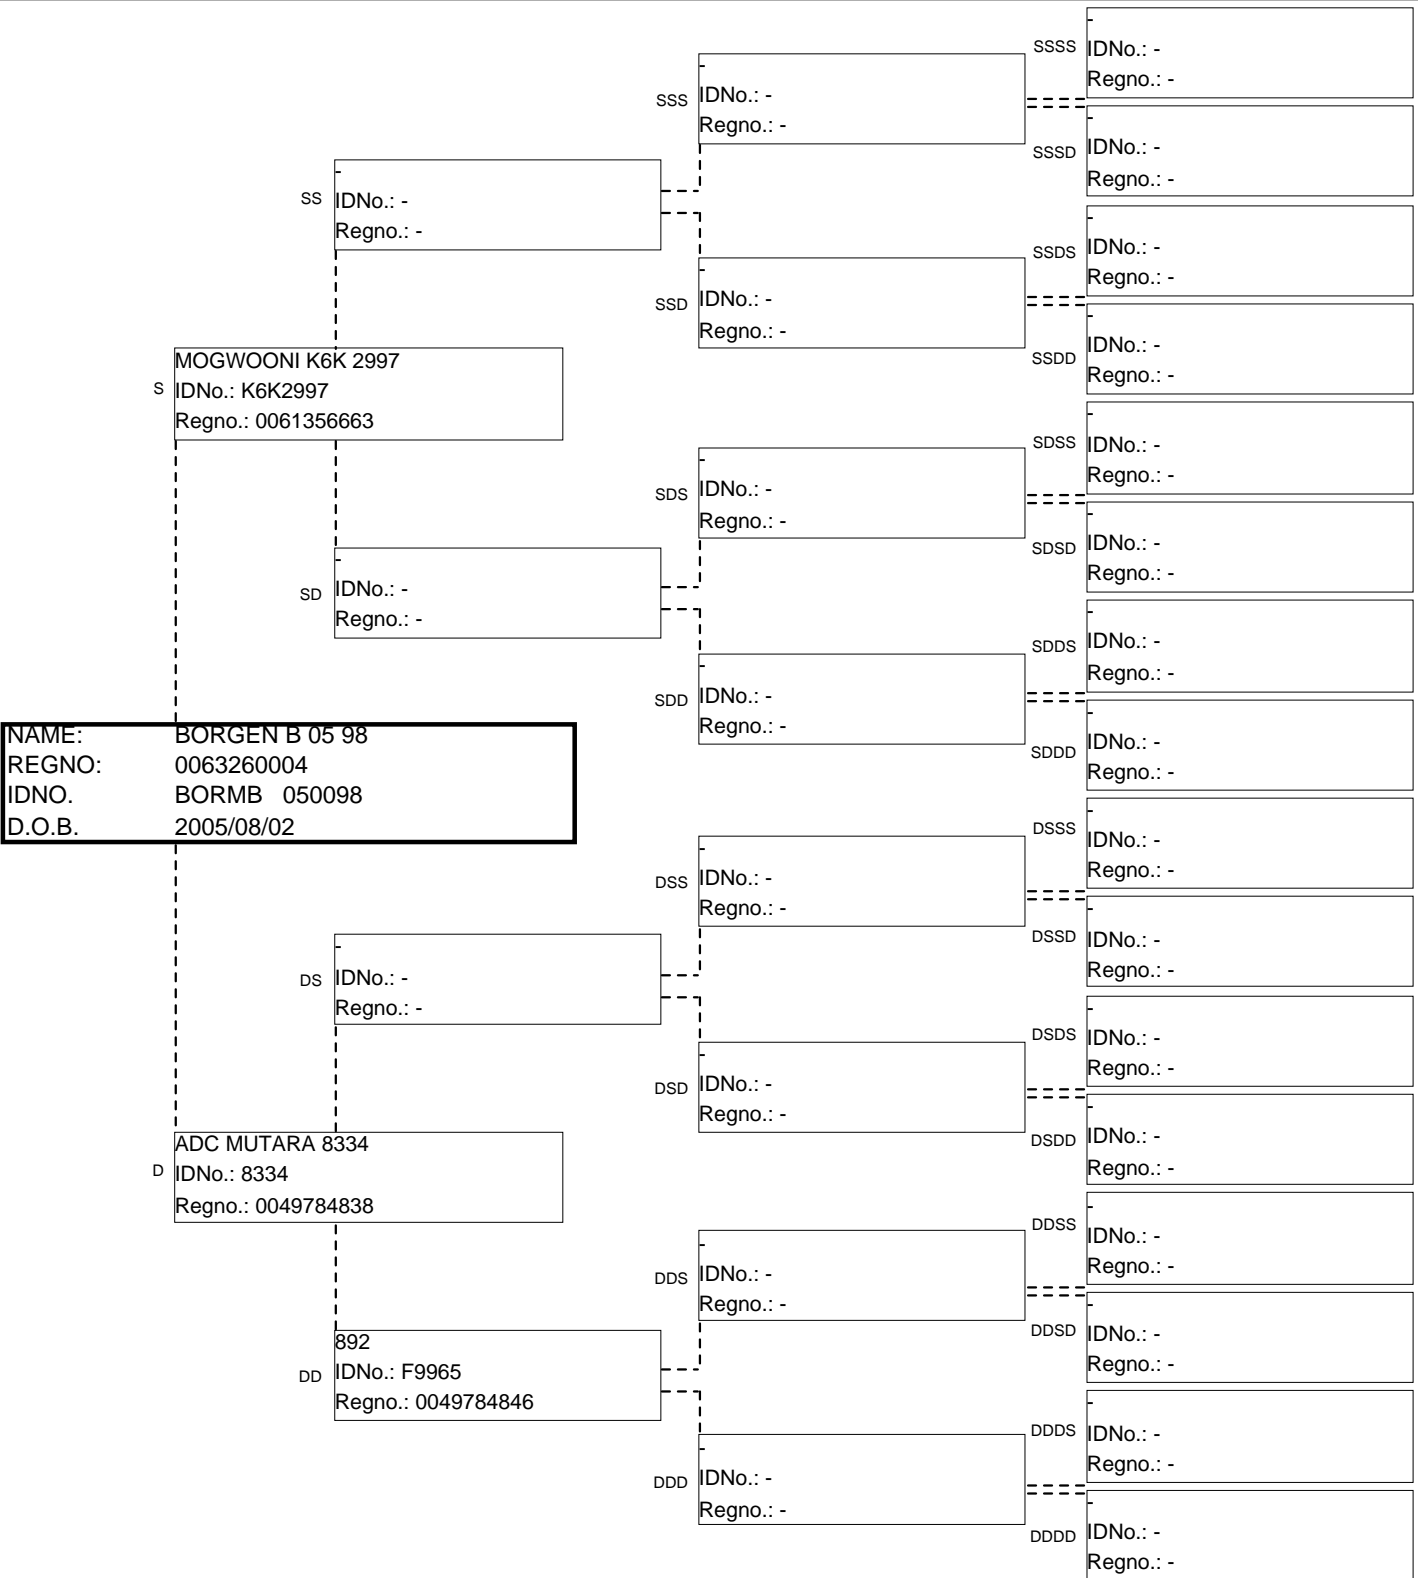 SSSS
-
IDNo.: -
Regno.: -
SSS
-
IDNo.: -
Regno.: -
SSSD
-
IDNo.: -
Regno.: -
SS
-
IDNo.: -
Regno.: -
SSDS
-
IDNo.: -
Regno.: -
SSD
-
IDNo.: -
Regno.: -
SSDD
-
IDNo.: -
Regno.: -
S
MOGWOONI K6K 2997
IDNo.: K6K2997
Regno.: 0061356663
SDSS
-
IDNo.: -
Regno.: -
SDS
-
IDNo.: -
Regno.: -
SDSD
-
IDNo.: -
Regno.: -
SD
-
IDNo.: -
Regno.: -
SDDS
-
IDNo.: -
Regno.: -
SDD
-
IDNo.: -
Regno.: -
SDDD
-
IDNo.: -
Regno.: -
NAME: BORGEN B 05 98
REGNO: 0063260004
IDNO. BORMB 050098
D.O.B. 2005/08/02
DSSS
-
IDNo.: -
Regno.: -
DSS
-
IDNo.: -
Regno.: -
DSSD
-
IDNo.: -
Regno.: -
DS
-
IDNo.: -
Regno.: -
DSDS
-
IDNo.: -
Regno.: -
DSD
-
IDNo.: -
Regno.: -
DSDD
-
IDNo.: -
Regno.: -
D
ADC MUTARA 8334
IDNo.: 8334
Regno.: 0049784838
DDSS
-
IDNo.: -
Regno.: -
DDS
-
IDNo.: -
Regno.: -
DDSD
-
IDNo.: -
Regno.: -
DD
892
IDNo.: F9965
Regno.: 0049784846
DDDS
-
IDNo.: -
Regno.: -
DDD
-
IDNo.: -
Regno.: -
DDDD
-
IDNo.: -
Regno.: -